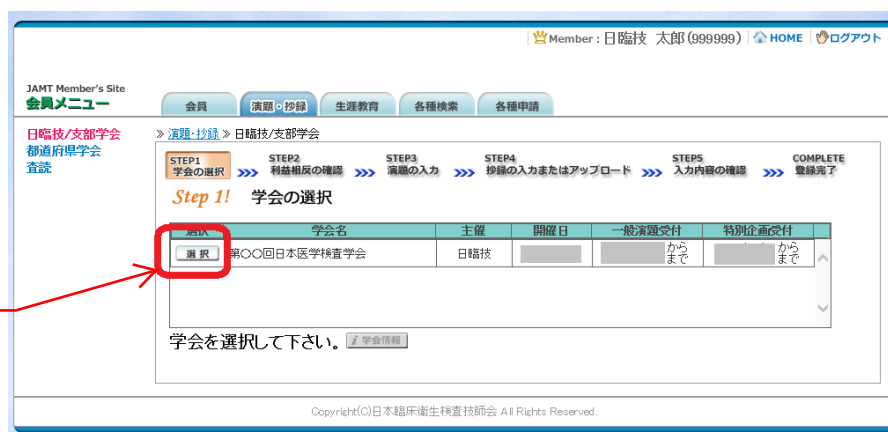 Member : 日臨技 太郎 (999999) HOME ログアウト
JAMT Member's Site
会員メニュー
会員 演題・抄録 生涯教育 各種検索 各種申請
日臨技/支部学会
都道府県学会
査読
≫ 演題・抄録 ≫ 日臨技/支部学会
STEP1 学会の選択 >>> STEP2 利益相反の確認 >>> STEP3 演題の入力 >>> STEP4 抄録の入力またはアップロード >>> STEP5 入力内容の確認 >>> COMPLETE 登録完了
Step 1! 学会の選択
選択 学会名 主催 開催日 一般演題受付 特別企画受付
選 択 第〇〇回日本医学検査学会 日臨技 から まで から まで
学会を選択して下さい。 i 学会情報
Copyright(C)日本臨床衛生検査技師会 All Rights Reserved.